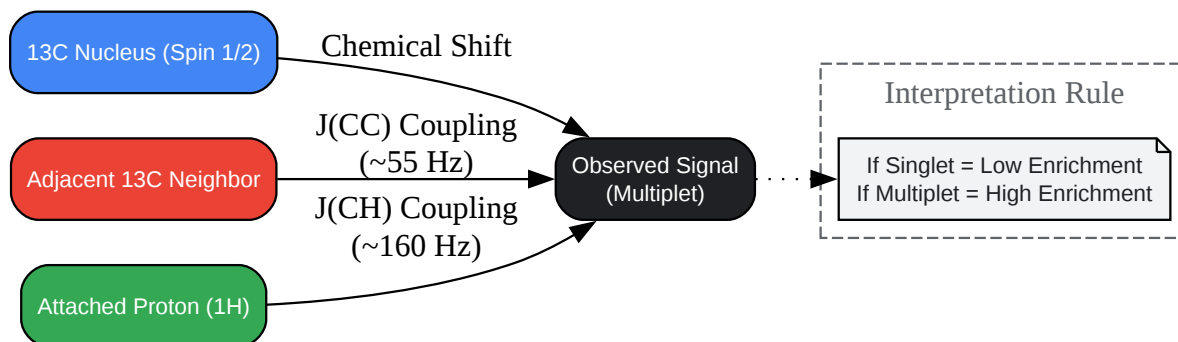 13C Nucleus (Spin 1/2)
Chemical Shift
Adjacent 13C Neighbor
J(CC) Coupling
(~55 Hz)
J(CH) Coupling
(~160 Hz)
Attached Proton (1H)
Observed Signal
(Multiplet)
Interpretation Rule
If Singlet = Low Enrichment
If Multiplet = High Enrichment